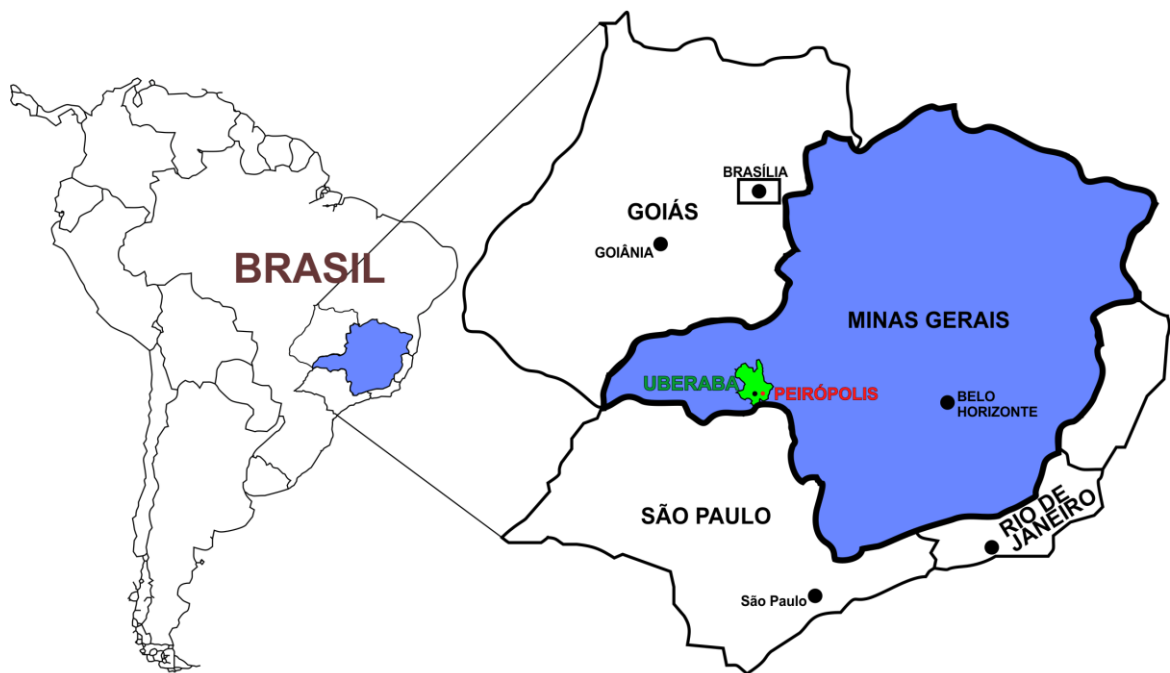 BRASIL
BRASÍLIA
GOIÁS
GOIÂNIA
MINAS GERAIS
UBERABA
PEIRÓPOLIS
BELO
HORIZONTE
SÃO PAULO
RIO DE
JANEIRO
São Paulo